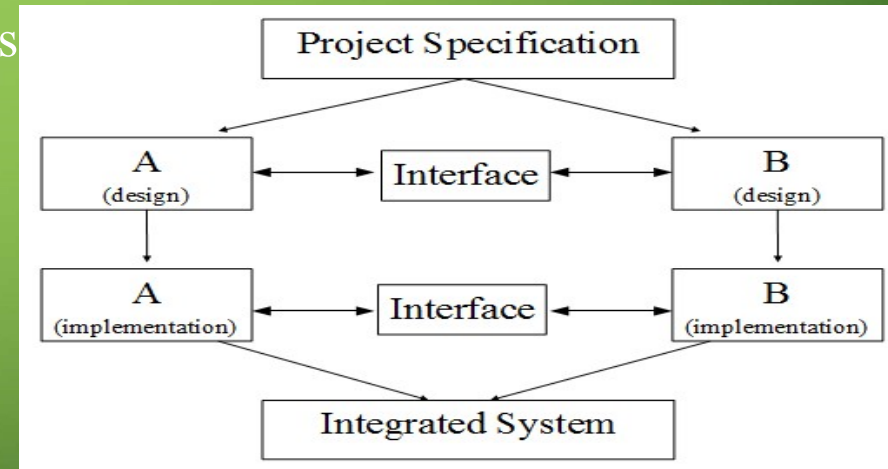 s
Project Specification
A
(design)
Interface
B
(design)
A
(implementation)
Interface
B
(implementation)
Integrated System